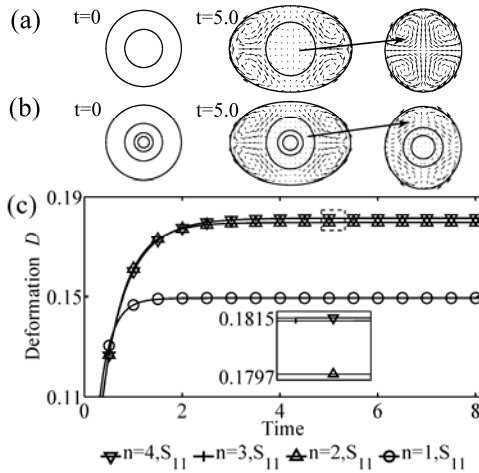 (a) t=0 t=5.0
(b) t=0 t=5.0
(c)
0.19
0.15
0.11
Deformation D
0.1815
0.1797
0 2 4 6 8
Time
n=4,S11 n=3,S11 n=2,S11 n=1,S11